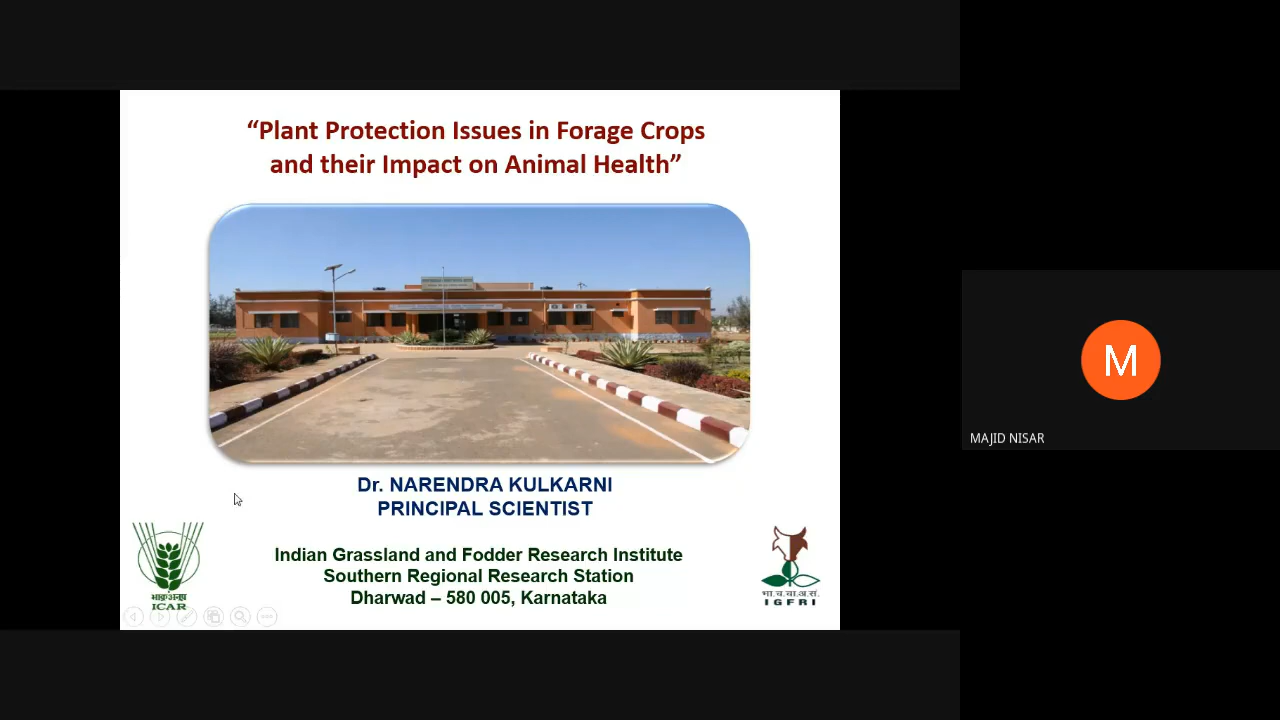 “Plant Protection Issues in Forage Crops
and their Impact on Animal Health”
Dr. NARENDRA KULKARNI
PRINCIPAL SCIENTIST
Indian Grassland and Fodder Research Institute
Southern Regional Research Station
Dharwad – 580 005, Karnataka
भाकृअनुप
ICAR
भा.च.चा.अ.सं.
IGFRI
M
MAJID NISAR